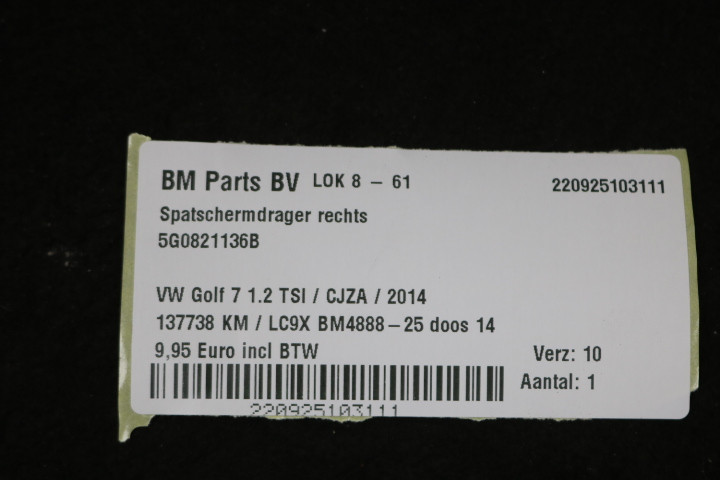 BM Parts BV LOK 8 - 61 220925103111
Spatschermdrager rechts
5G0821136B
VW Golf 7 1.2 TSI / CJZA / 2014
137738 KM / LC9X BM4888-25 doos 14
9,95 Euro incl BTW Verz: 10
Aantal: 1
220925103111